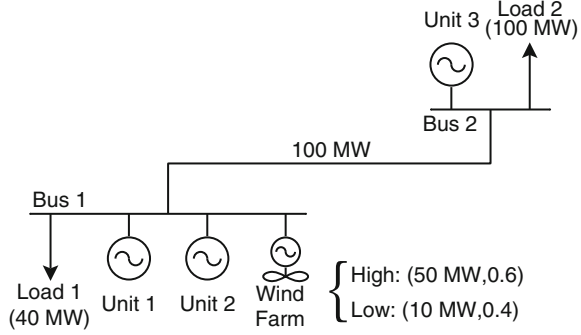 Unit 3
Load 2
(100 MW)
Bus 2
100 MW
Bus 1
Load 1
(40 MW)
Unit 1
Unit 2
Wind
Farm
High: (50 MW,0.6)
Low: (10 MW,0.4)